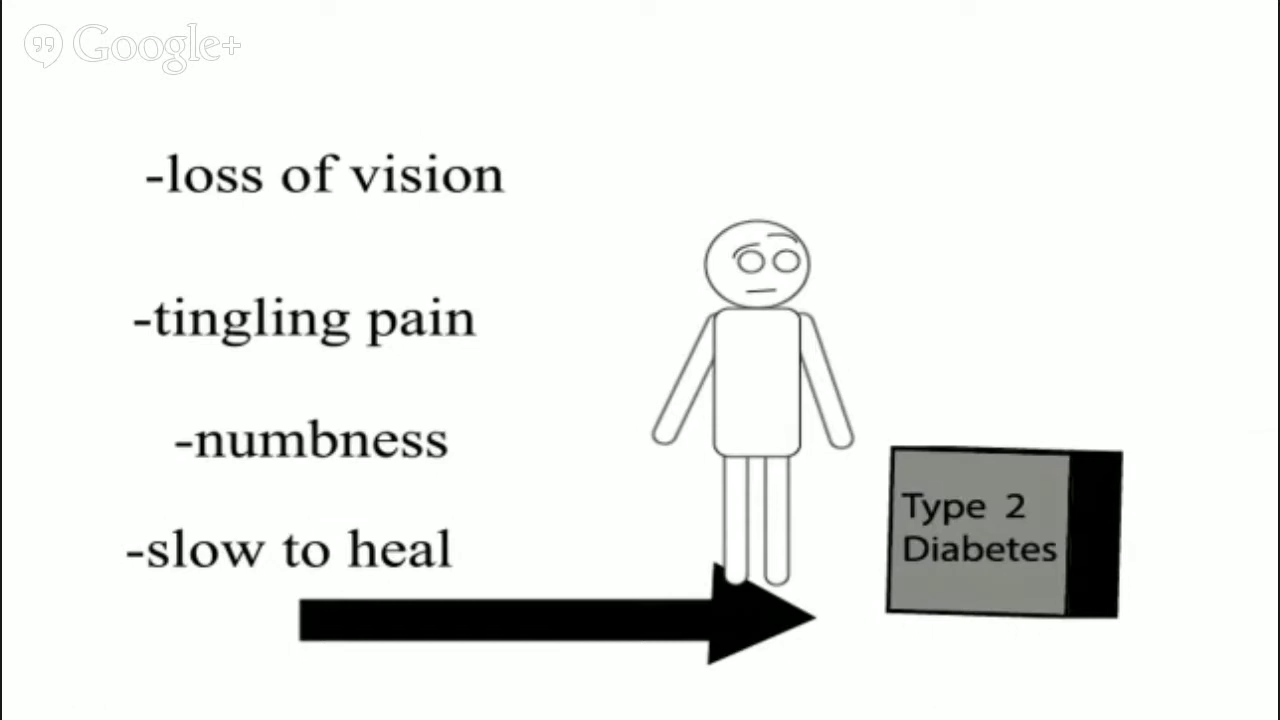 Google+
-loss of vision
-tingling pain
-numbness
-slow to heal
Type 2
Diabetes